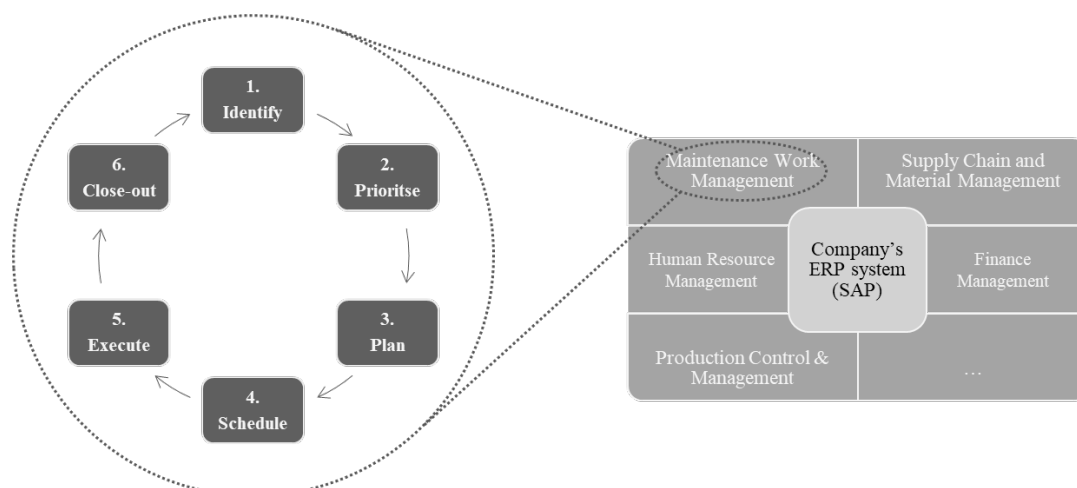 1.
Identify
2.
Prioritse
3.
Plan
4.
Schedule
5.
Execute
6.
Close-out
Maintenance Work
Management
Supply Chain and
Material Management
Human Resource
Management
Company’s
ERP system
(SAP)
Finance
Management
Production Control &
Management
…